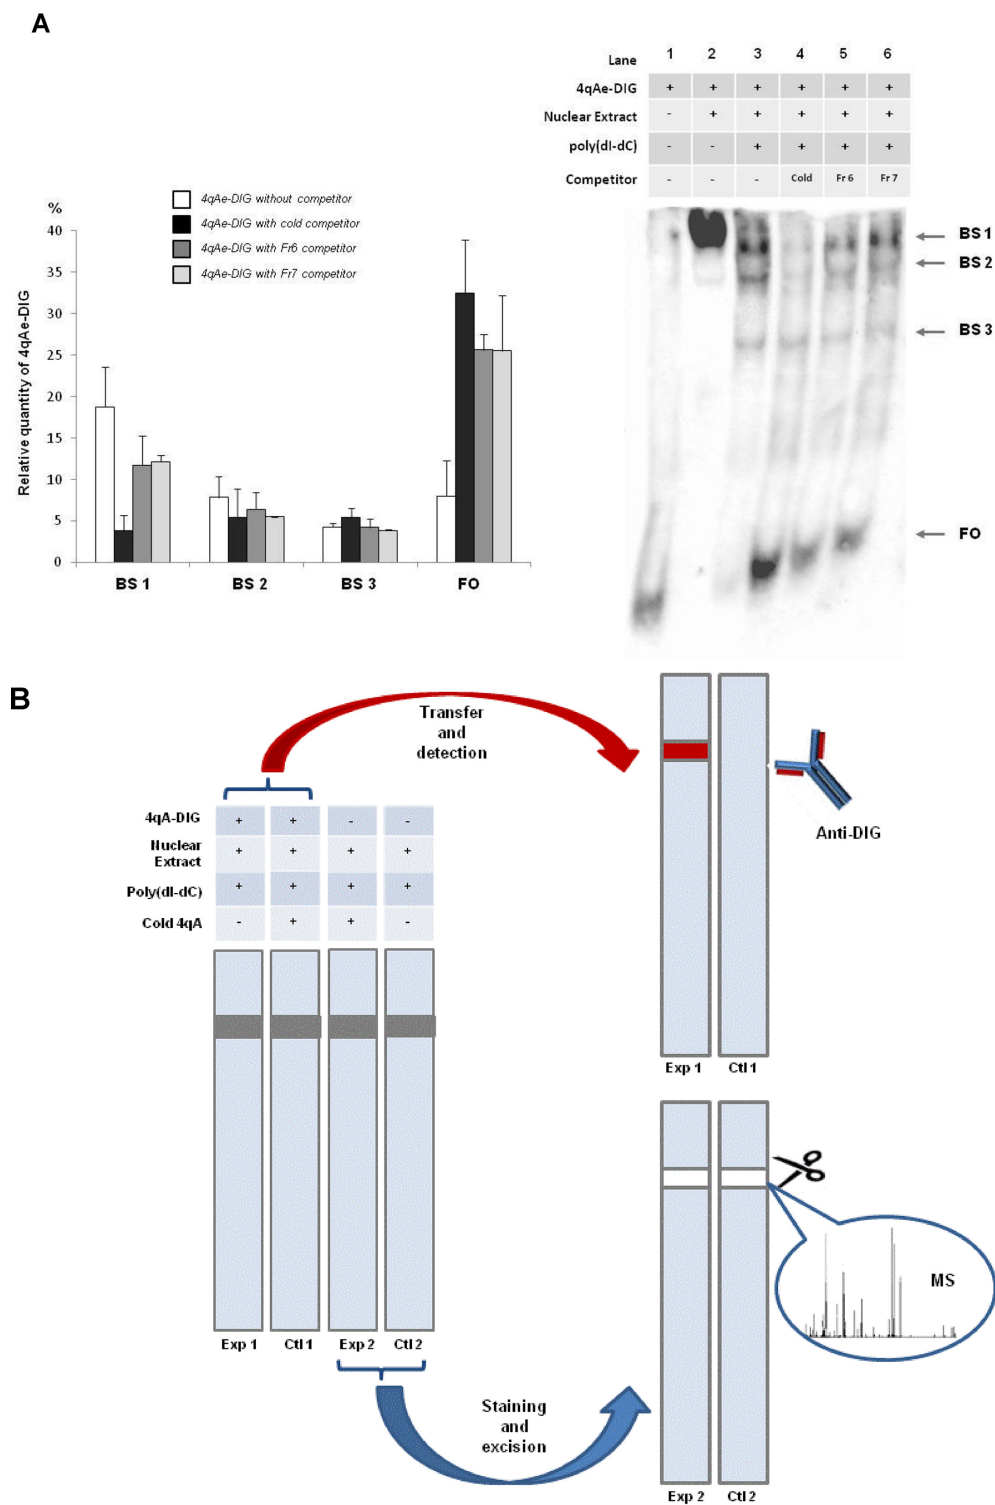 A
Lane 1 2 3 4 5 6
4qAe-DIG + + + + + +
Nuclear Extract - + + + + +
poly(dI-dC) - - + + + +
Competitor - - - Cold Fr 6 Fr 7
4qAe-DIG without competitor
4qAe-DIG with cold competitor
4qAe-DIG with Fr6 competitor
4qAe-DIG with Fr7 competitor
%
40
35
30
25
20
15
10
5
0
Relative quantity of 4qAe-DIG
BS 1 BS 2 BS 3 FO
BS 1
BS 2
BS 3
FO
B
Transfer
and
detection
4qA-DIG + + - -
Nuclear
Extract + + + +
Poly(dI-dC) + + + +
Cold 4qA - + + -
Exp 1 Ctl 1 Exp 2 Ctl 2
Anti-DIG
Exp 1 Ctl 1
MS
Staining
and
excision
Exp 2 Ctl 2